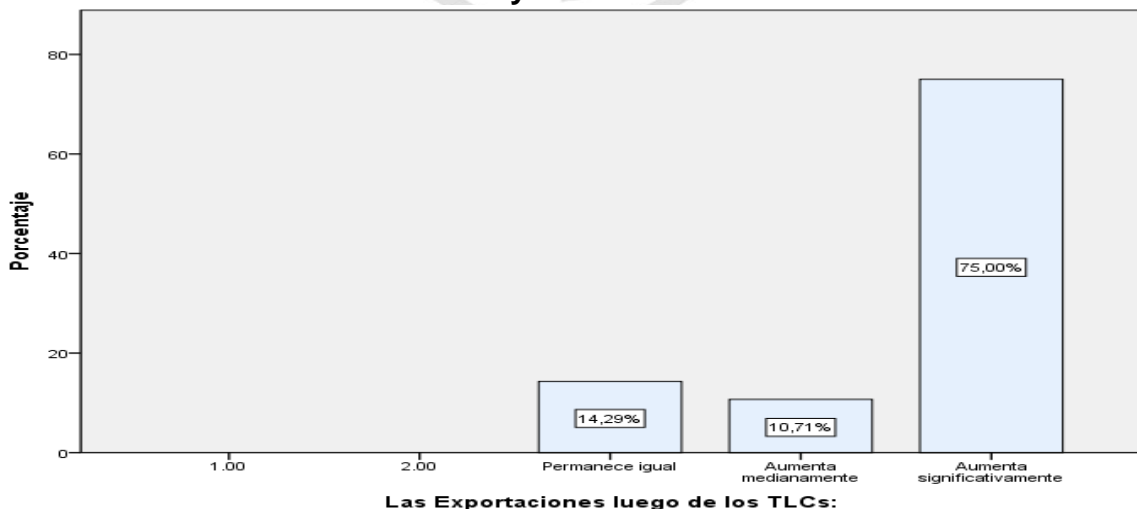 y
80
60
40
20
0
Porcentaje
14,29%
10,71%
75,00%
1.00
2.00
Permanece igual
Aumenta
medianamente
Aumenta
significativamente
Las Exportaciones luego de los TLCs: